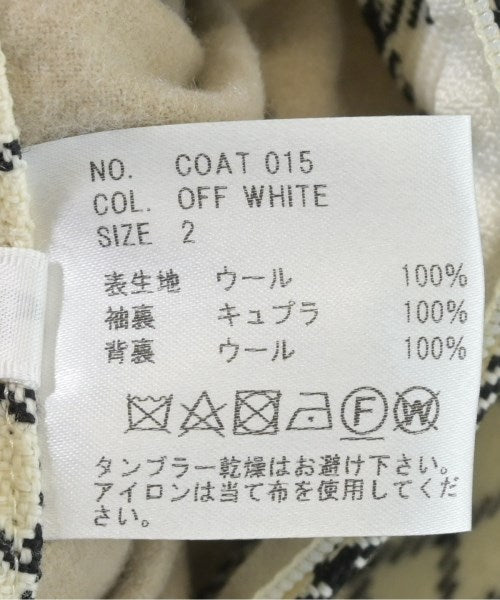 NO. COAT 015
COL. OFF WHITE
SIZE 2
表生地 ウール 100%
袖裏 キュプラ 100%
背裏 ウール 100%
F W
タンブラー乾燥はお避け下さい。
アイロンは当て布を使用してくだ
さい。